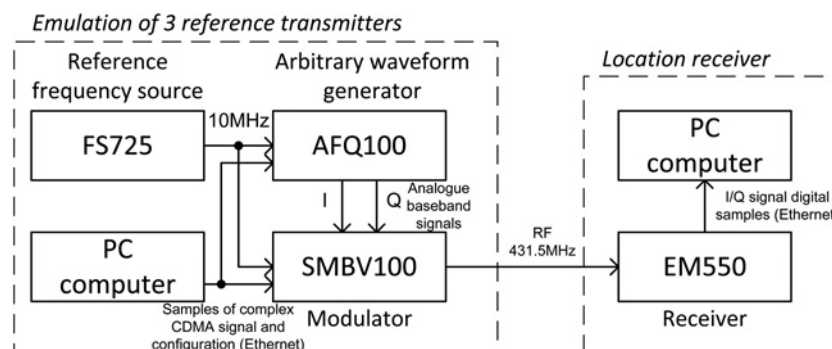 Emulation of 3 reference transmitters
Reference
frequency source
Arbitrary waveform
generator
Location receiver
FS725
10MHz
AFQ100
PC
computer
I
Q
Analogue
baseband
signals
I/Q signal digital
samples (Ethernet
PC
computer
SMBV100
RF
431.5MHz
EM550
Samples of complex
CDMA signal and
configuration (Ethernet)
Modulator
Receiver